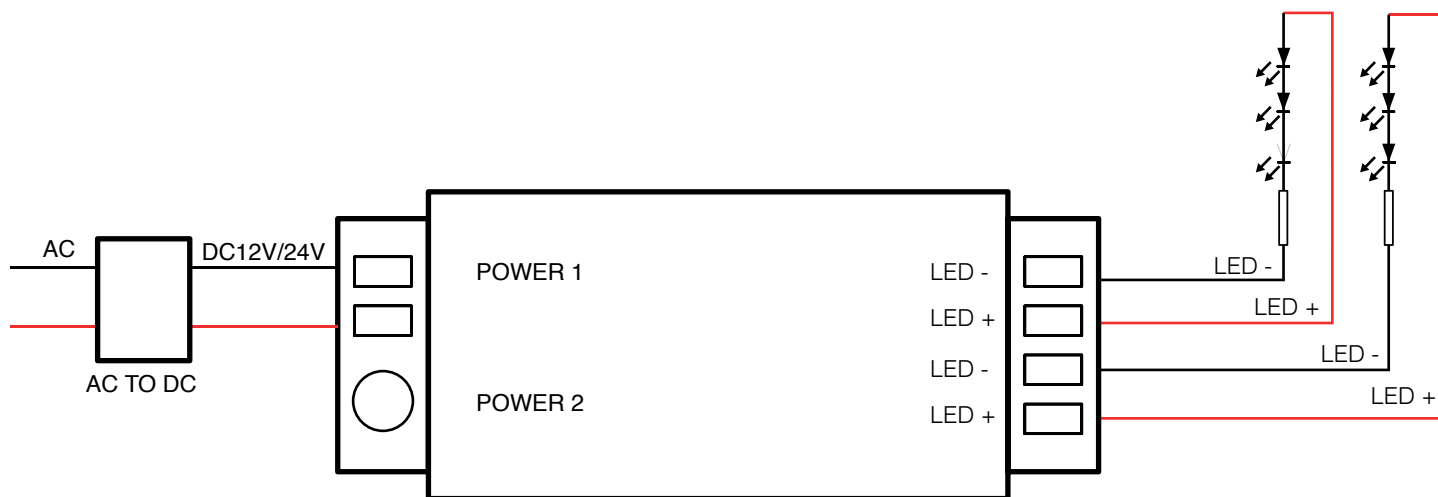 AC
DC12V/24V
AC TO DC
POWER 1
POWER 2
LED -
LED +
LED -
LED +
LED -
LED +
LED -
LED +